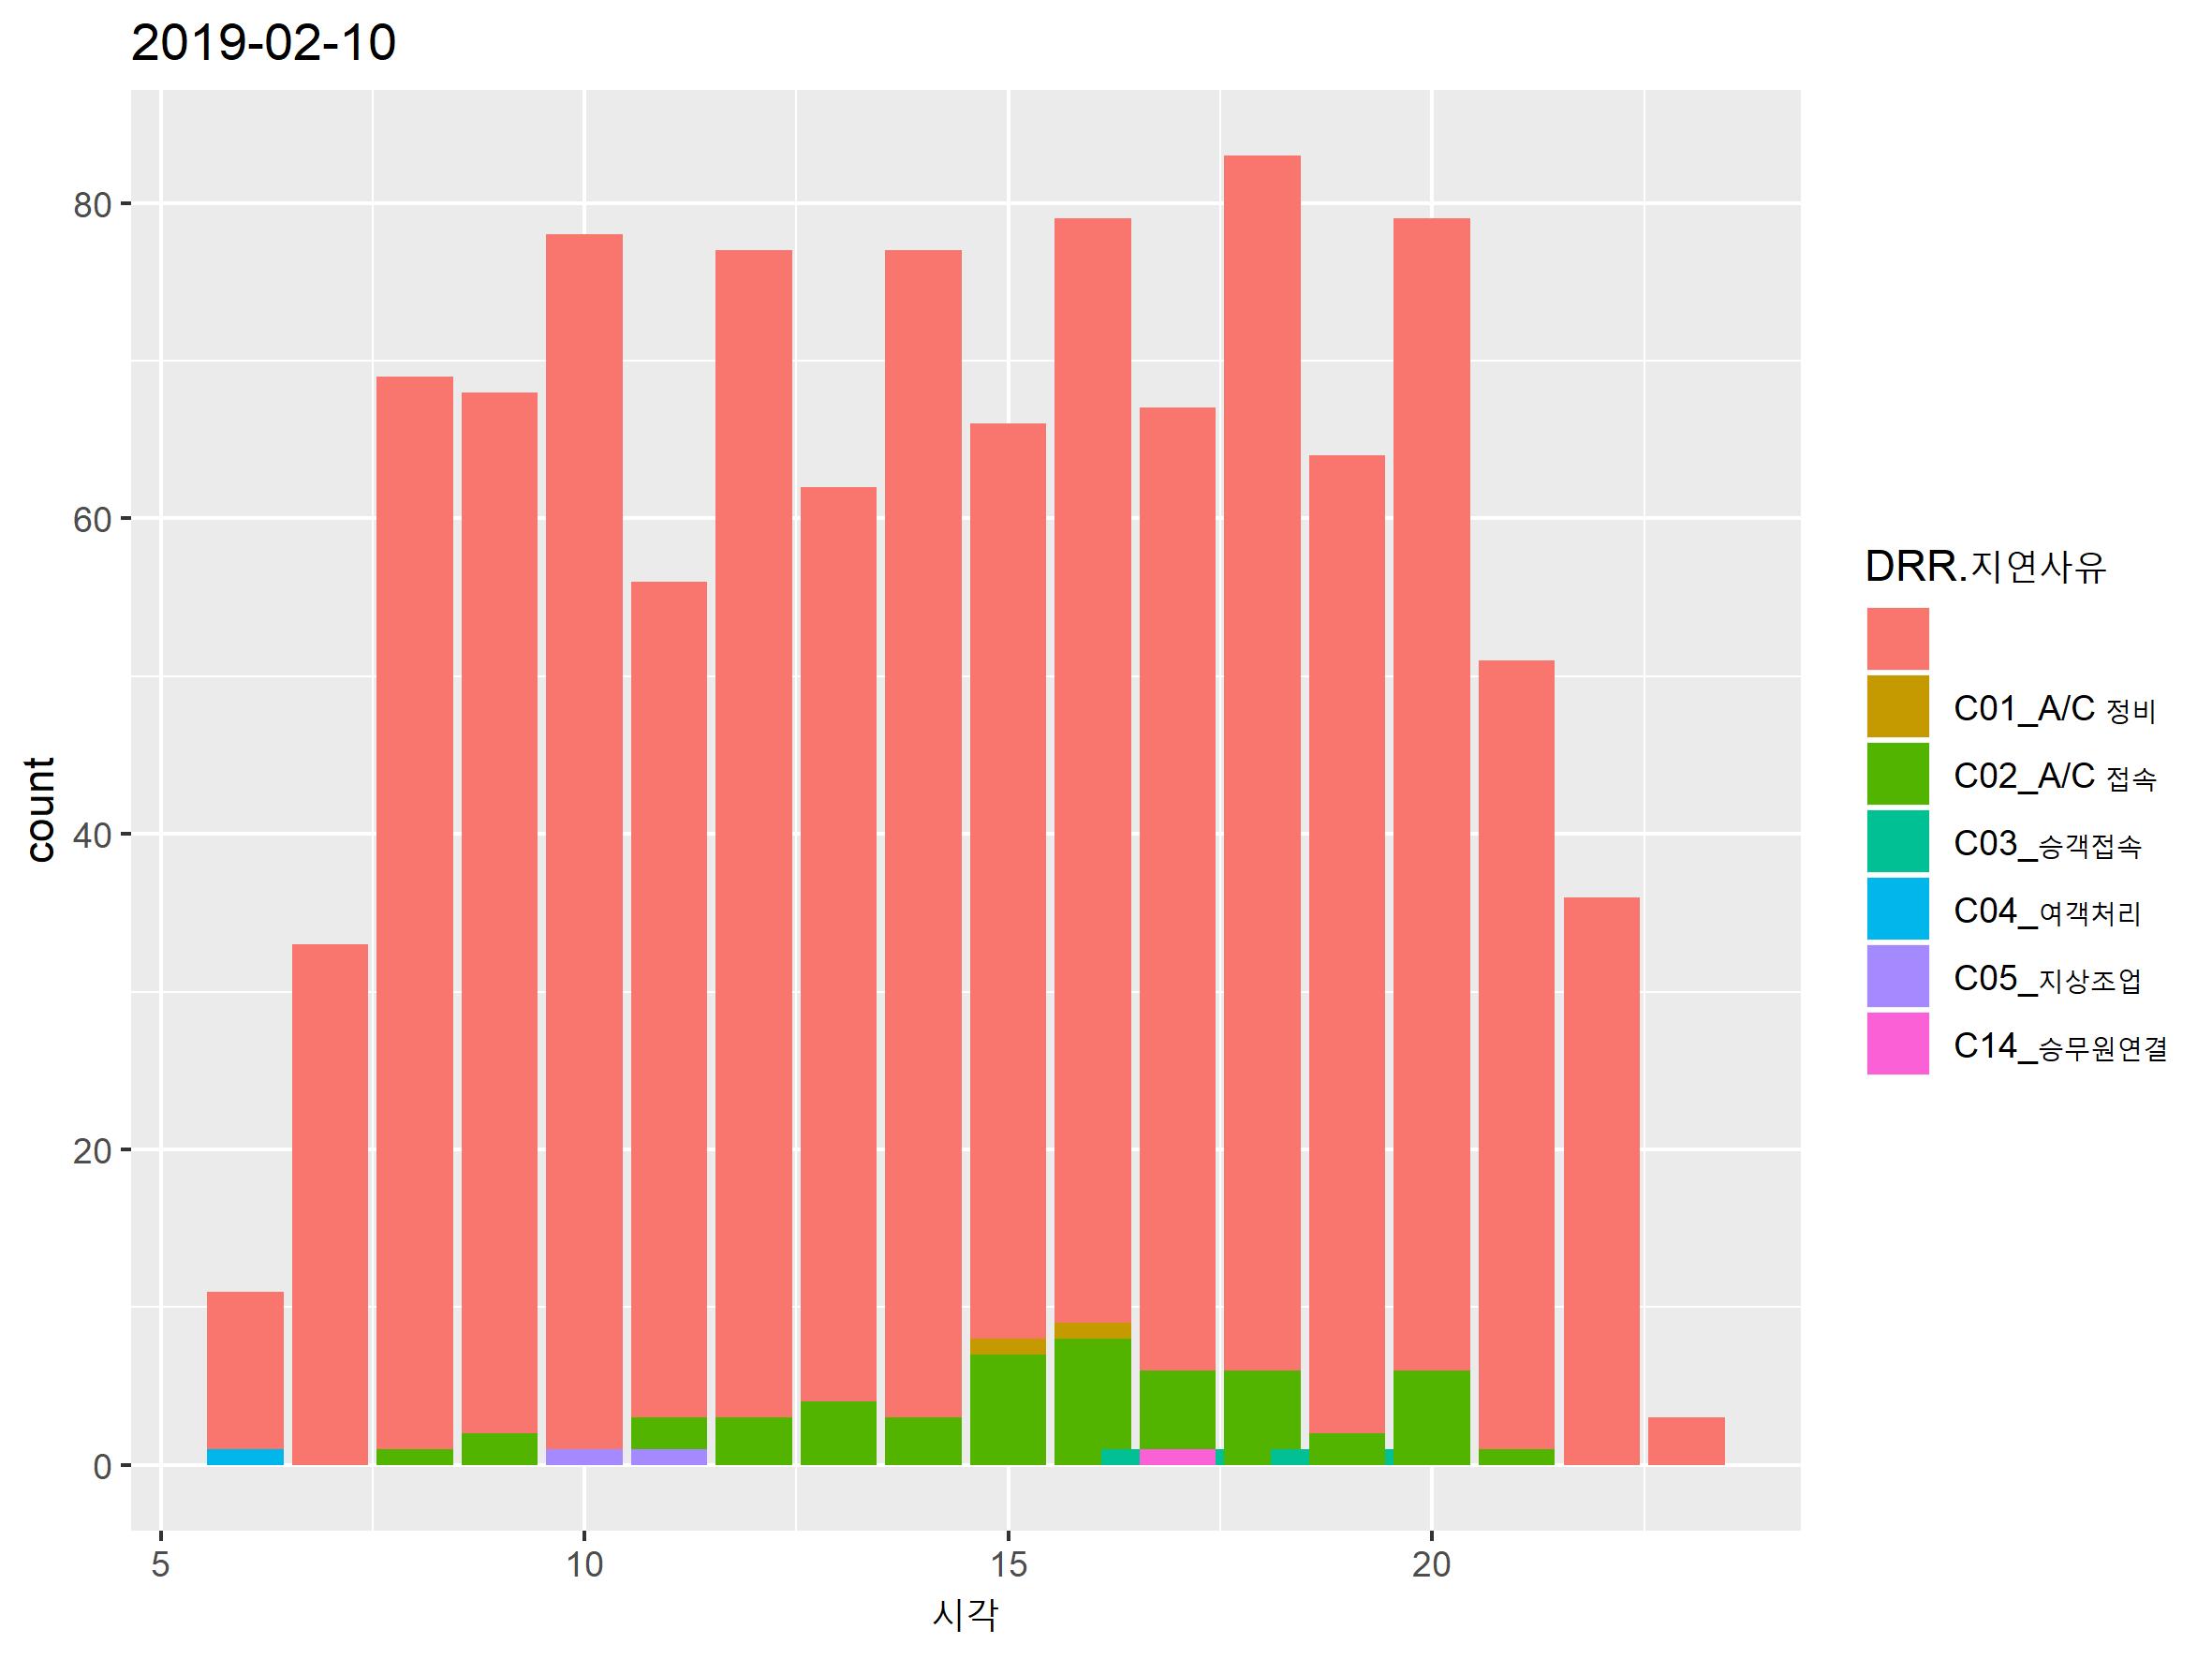 2019-02-10
80
60
40
20
0
count
5 10 15 20
시각
DRR.지연사유
C01_A/C 정비
C02_A/C 접속
C03_승객접속
C04_여객처리
C05_지상조업
C14_승무원연결